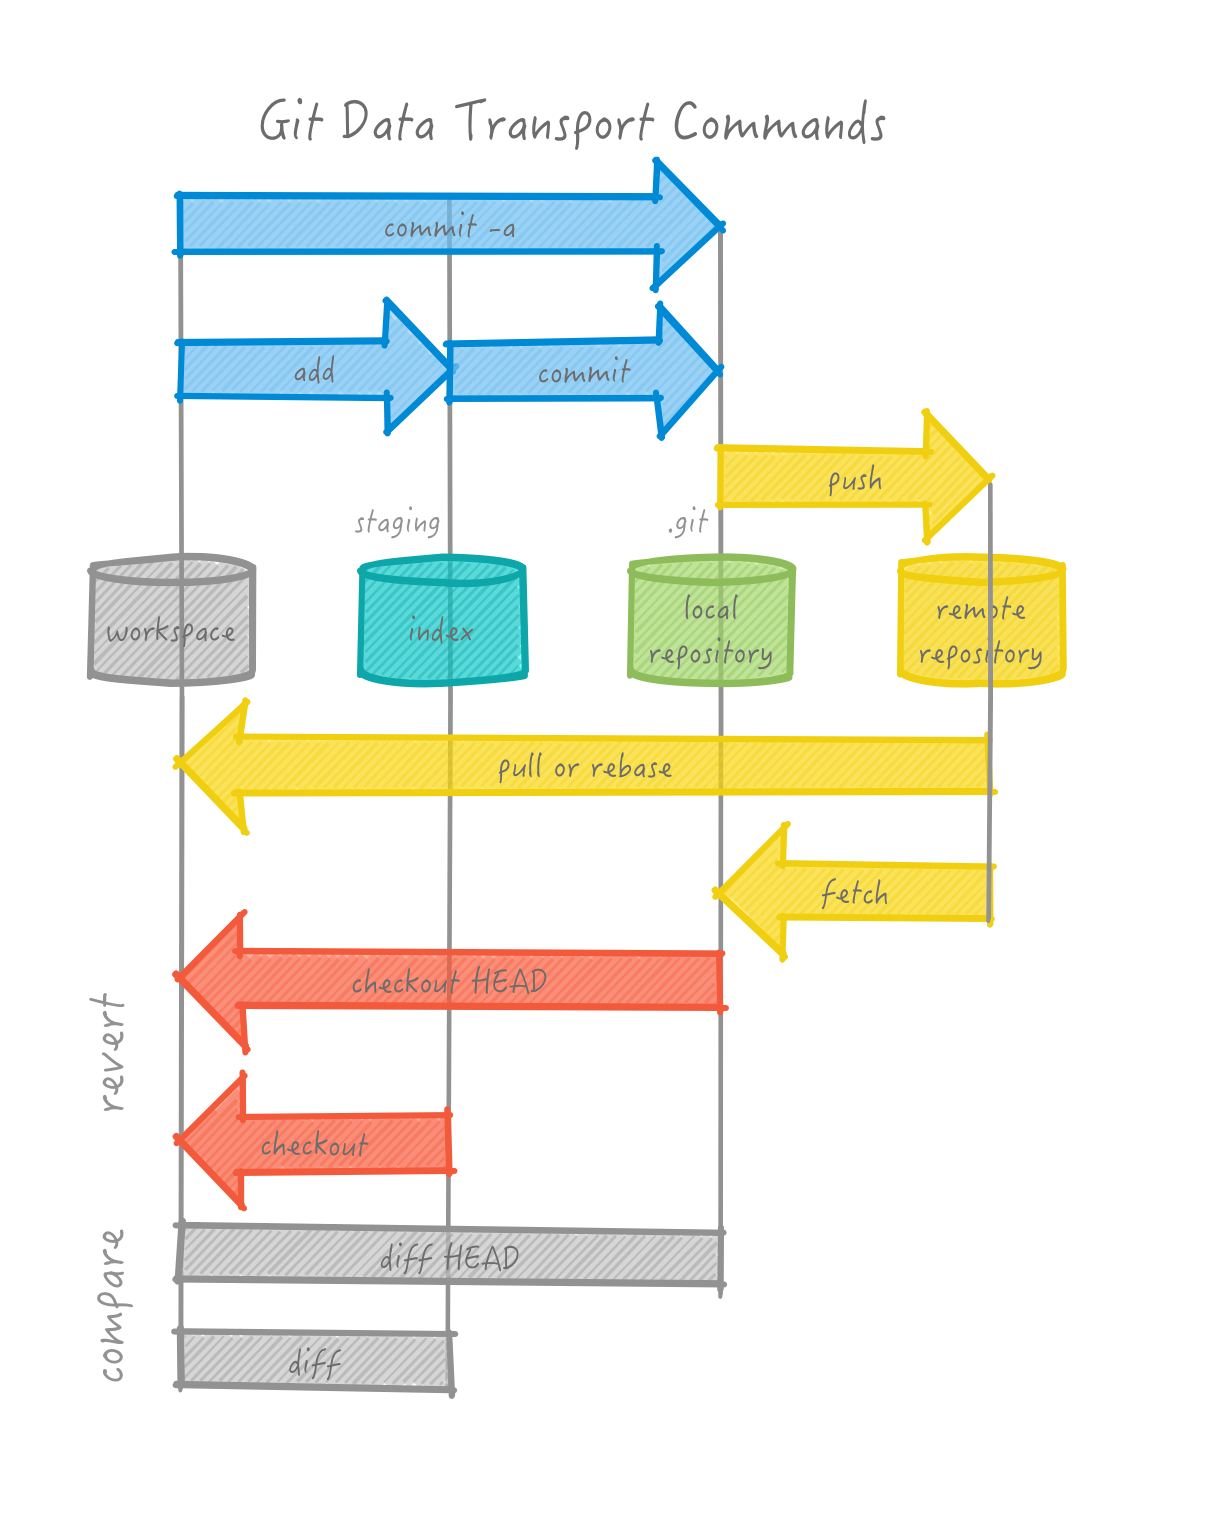 Git Data Transport Commands
commit -a
add
commit
push
staging
.git
workspace
index
local
repository
remote
repository
pull or rebase
fetch
checkout HEAD
revert
checkout
diff HEAD
compare
diff